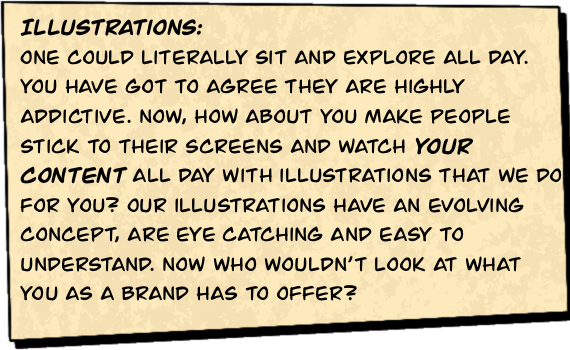 ILLUSTRATIONS:
ONE COULD LITERALLY SIT AND EXPLORE ALL DAY.
YOU HAVE GOT TO AGREE THEY ARE HIGHLY
ADDICTIVE. NOW, HOW ABOUT YOU MAKE PEOPLE
STICK TO THEIR SCREENS AND WATCH YOUR
CONTENT ALL DAY WITH ILLUSTRATIONS THAT WE DO
FOR YOU? OUR ILLUSTRATIONS HAVE AN EVOLVING
CONCEPT, ARE EYE CATCHING AND EASY TO
UNDERSTAND. NOW WHO WOULDN'T LOOK AT WHAT
YOU AS A BRAND HAS TO OFFER?